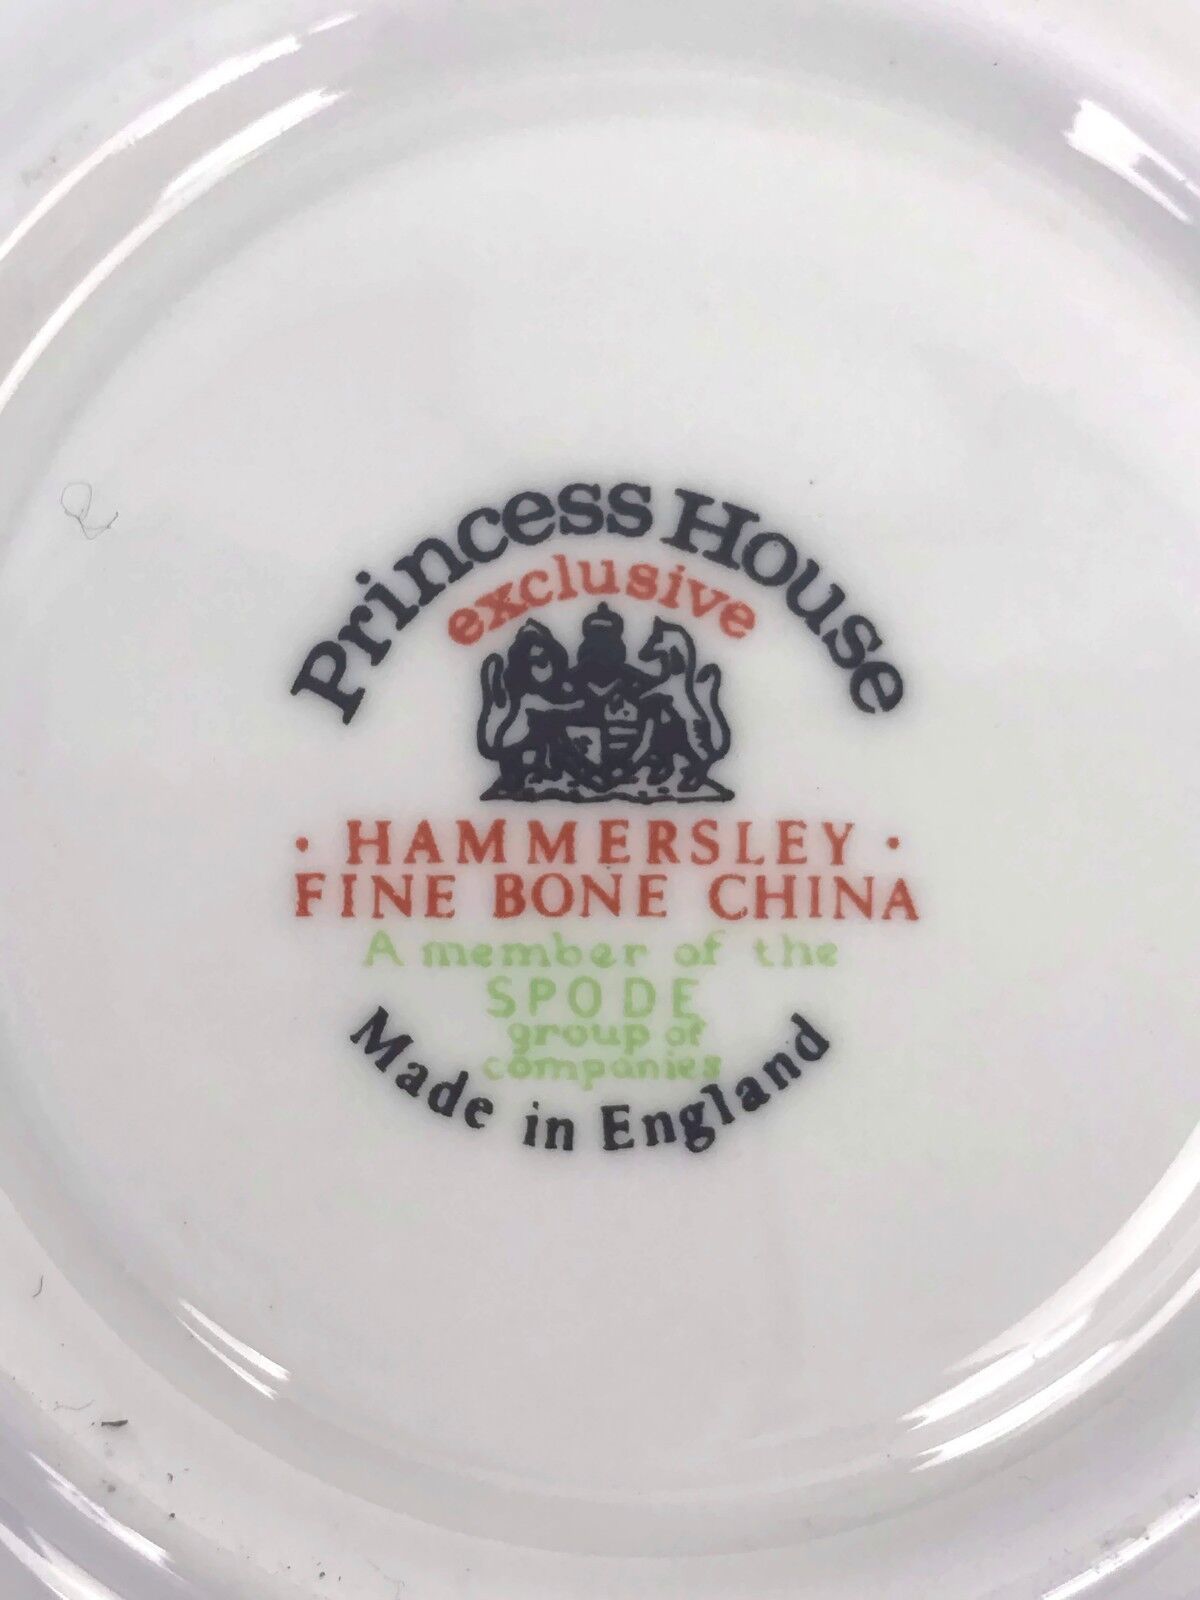 Princess House
exclusive
· HAMMERSLEY ·
FINE BONE CHINA
A member of the
SPODE
group of
companies
Made in England